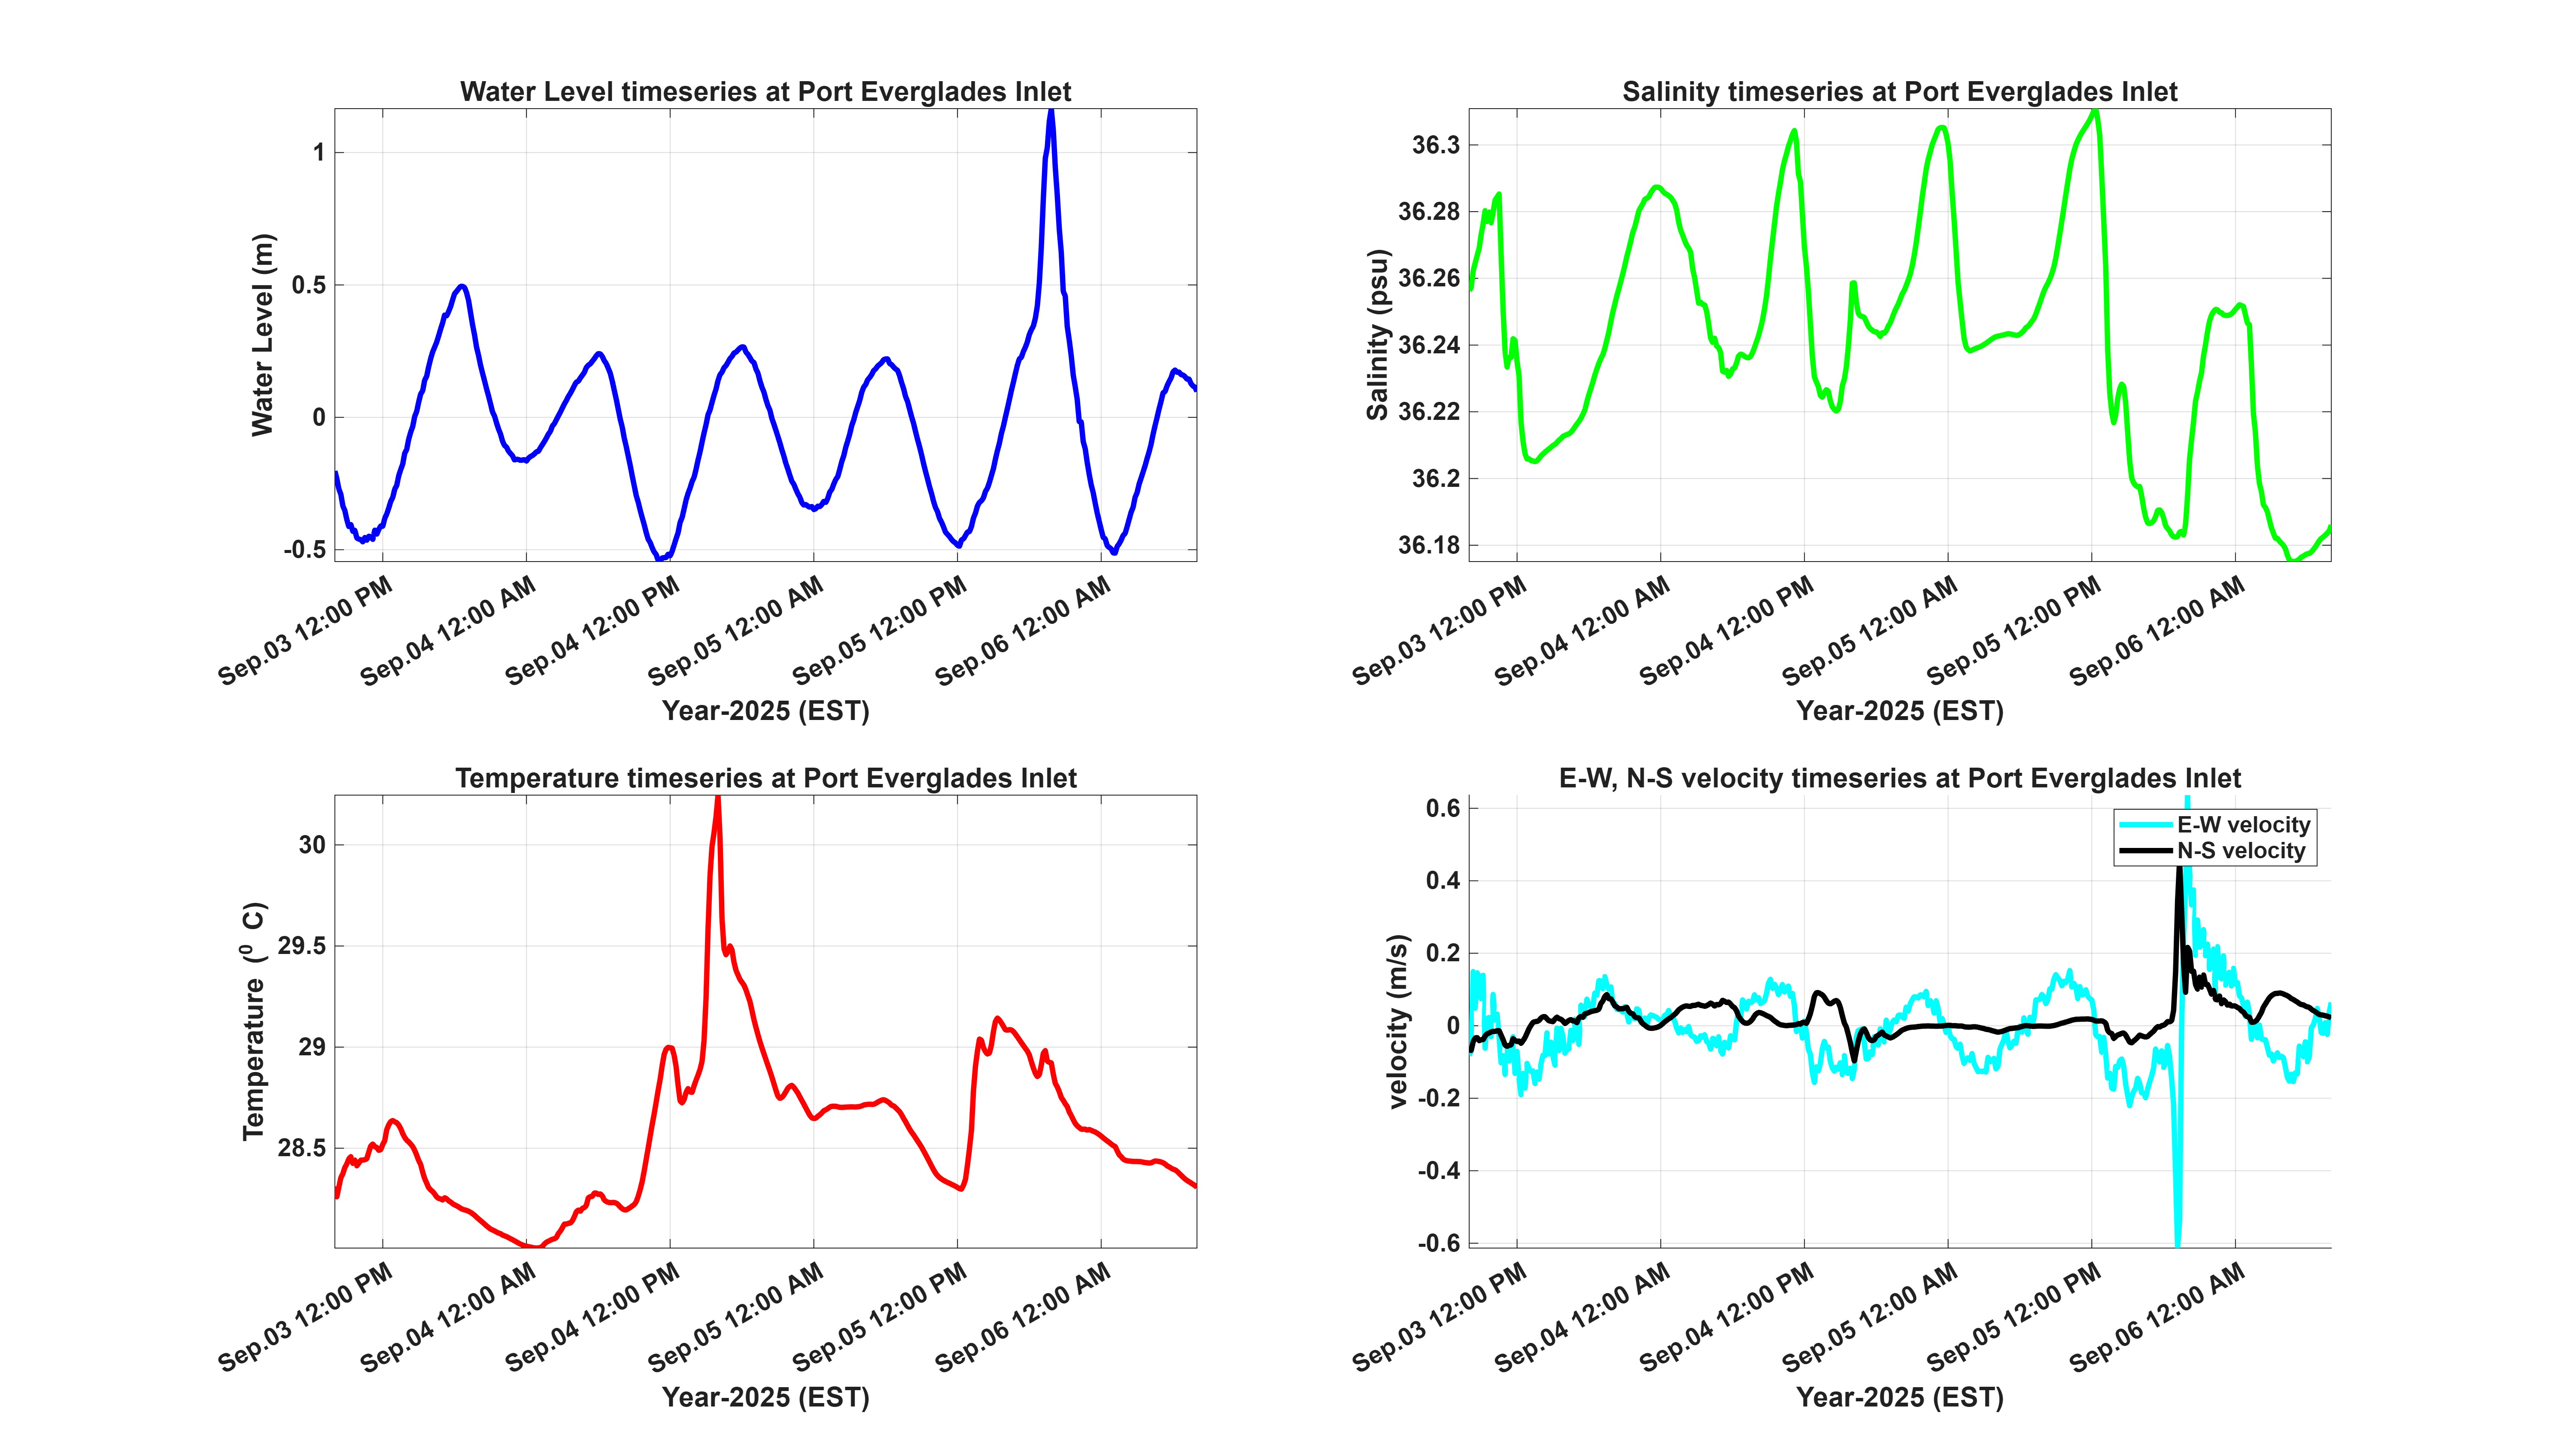 Water Level timeseries at Port Everglades Inlet
Water Level (m)
1
0.5
0
-0.5
Sep.03 12:00 PM
Sep.04 12:00 AM
Sep.04 12:00 PM
Sep.05 12:00 AM
Sep.05 12:00 PM
Sep.06 12:00 AM
Year-2025 (EST)
Salinity timeseries at Port Everglades Inlet
Salinity (psu)
36.3
36.28
36.26
36.24
36.22
36.2
36.18
Sep.03 12:00 PM
Sep.04 12:00 AM
Sep.04 12:00 PM
Sep.05 12:00 AM
Sep.05 12:00 PM
Sep.06 12:00 AM
Year-2025 (EST)
Temperature timeseries at Port Everglades Inlet
Temperature (⁰ C)
30
29.5
29
28.5
Sep.03 12:00 PM
Sep.04 12:00 AM
Sep.04 12:00 PM
Sep.05 12:00 AM
Sep.05 12:00 PM
Sep.06 12:00 AM
Year-2025 (EST)
E-W, N-S velocity timeseries at Port Everglades Inlet
velocity (m/s)
0.6
0.4
0.2
0
-0.2
-0.4
-0.6
E-W velocity
N-S velocity
Sep.03 12:00 PM
Sep.04 12:00 AM
Sep.04 12:00 PM
Sep.05 12:00 AM
Sep.05 12:00 PM
Sep.06 12:00 AM
Year-2025 (EST)